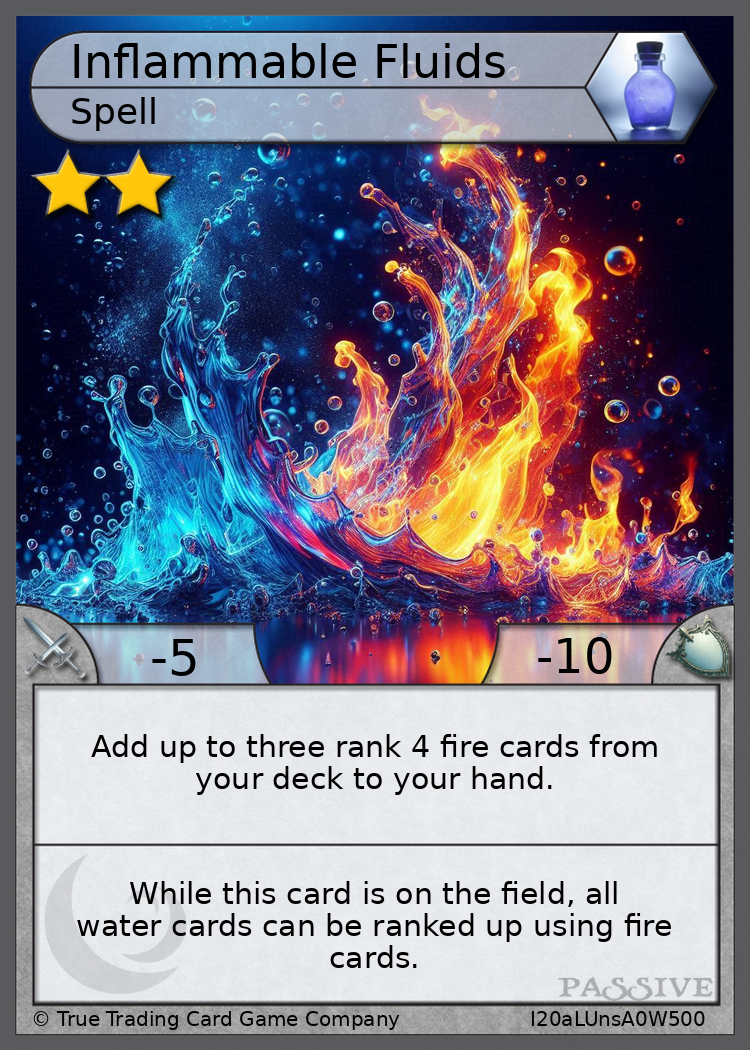 Inflammable Fluids
Spell
-5
-10
Add up to three rank 4 fire cards from
your deck to your hand.
While this card is on the field, all
water cards can be ranked up using fire
cards.
PASSIVE
© True Trading Card Game Company
I20aLUnsA0W500